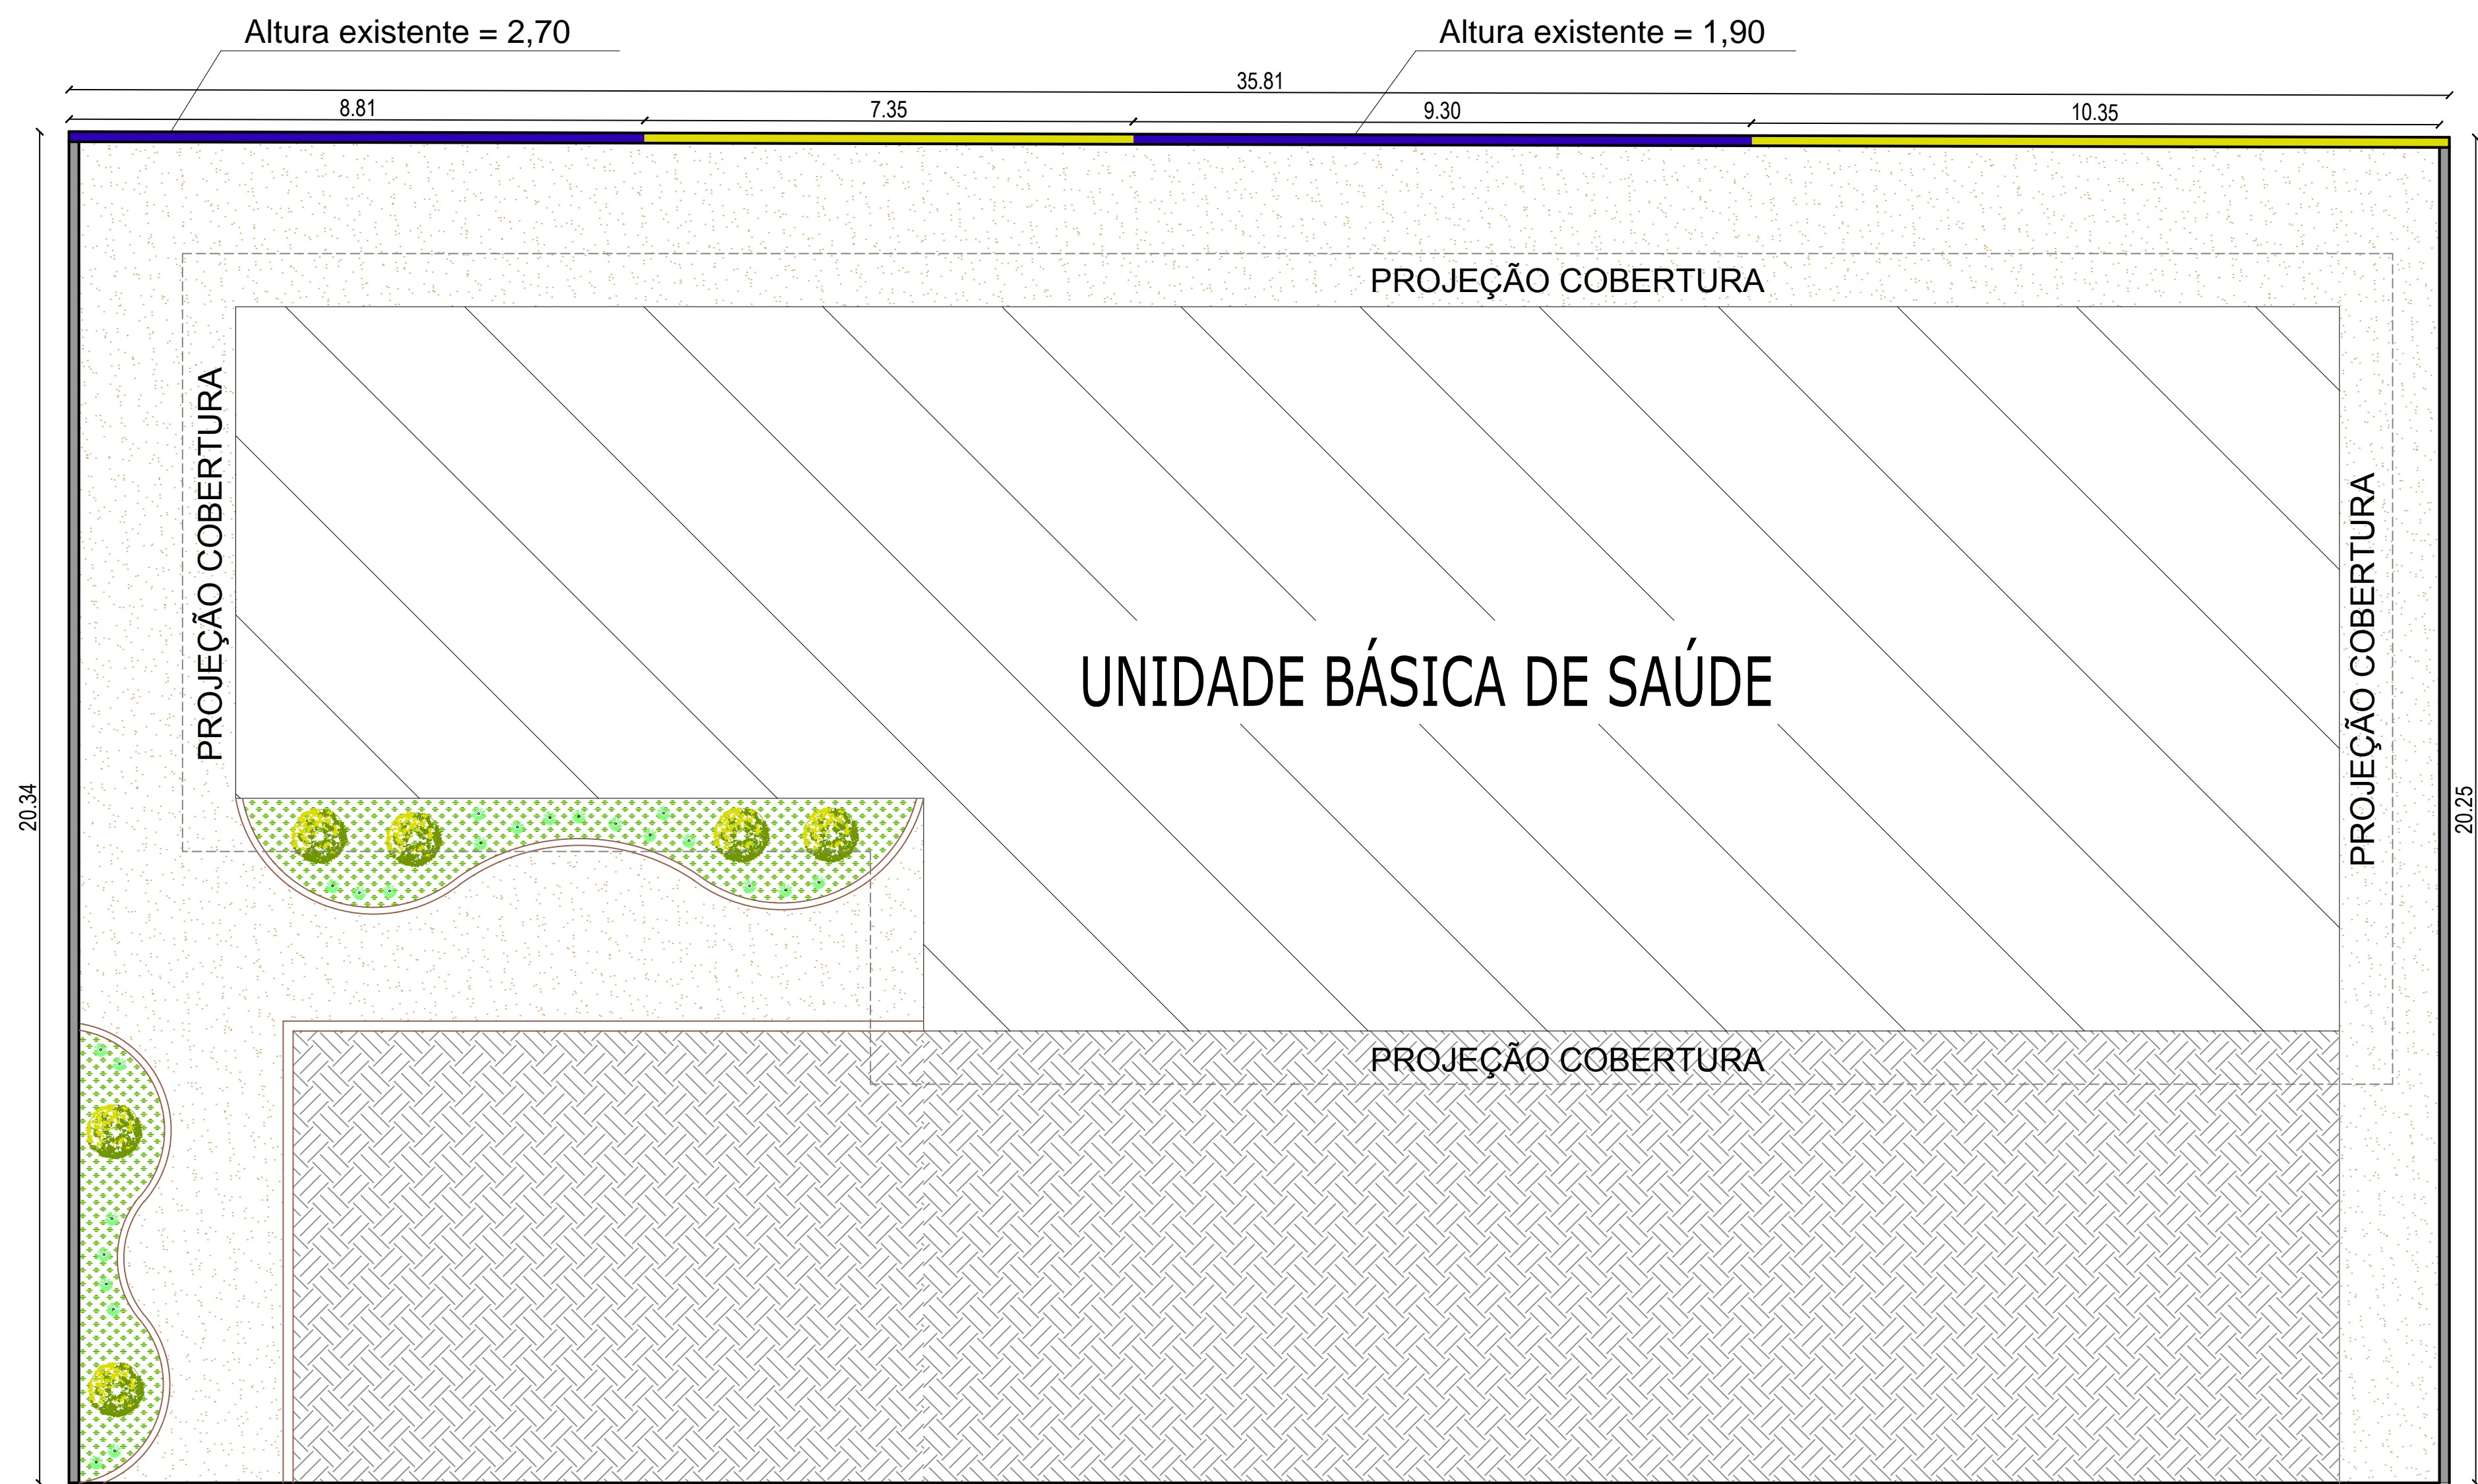 Altura existente = 2,70
Altura existente = 1,90
35.81
8.81
7.35
9.30
10.35
PROJEÇÃO COBERTURA
PROJEÇÃO COBERTURA
PROJEÇÃO COBERTURA
UNIDADE BÁSICA DE SAÚDE
20.34
20.25
PROJEÇÃO COBERTURA